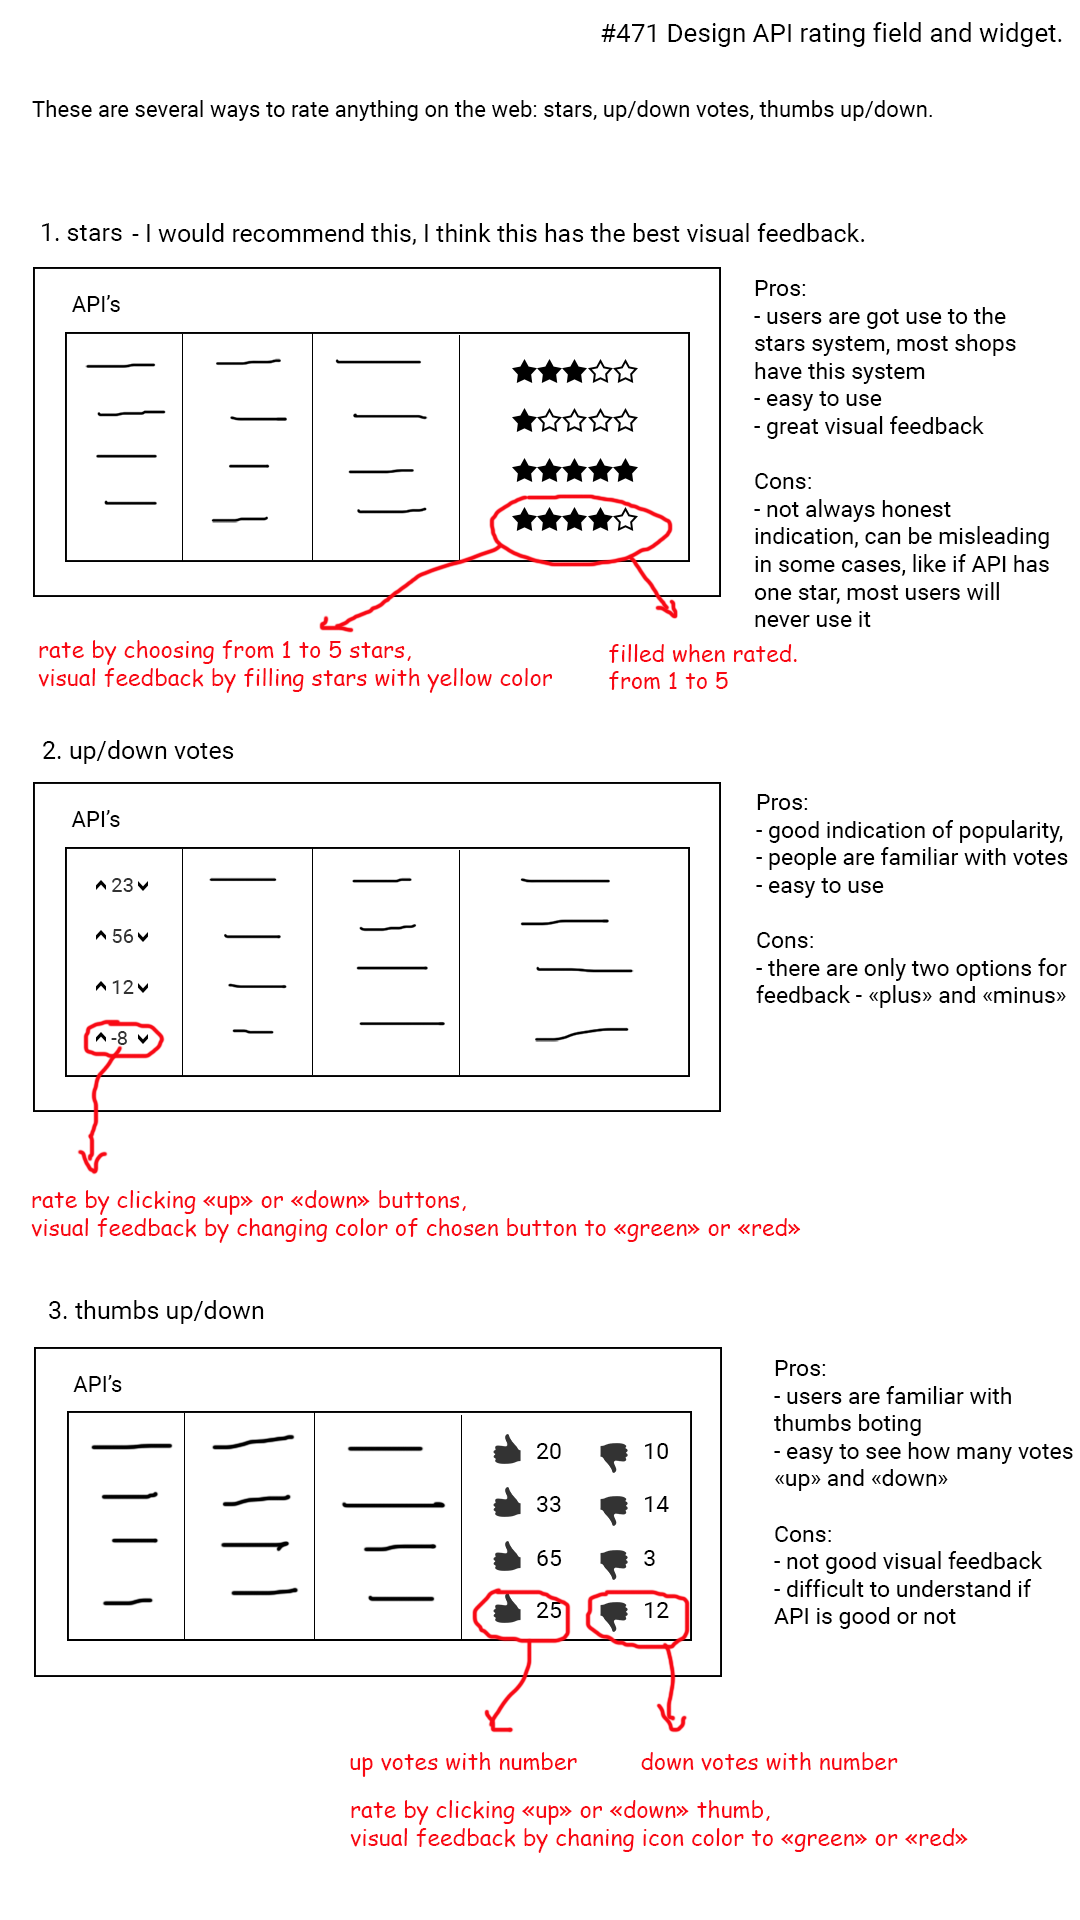 #471 Design API rating field and widget.
These are several ways to rate anything on the web: stars, up/down votes, thumbs up/down.
1. stars - I would recommend this, I think this has the best visual feedback.
API's
Pros:
- users are got use to the
stars system, most shops
have this system
- easy to use
- great visual feedback
Cons:
- not always honest
indication, can be misleading
in some cases, like if API has
one star, most users will
never use it
rate by choosing from 1 to 5 stars,
visual feedback by filling stars with yellow color
filled when rated.
from 1 to 5
2. up/down votes
API's
23
56
12
-8
Pros:
- good indication of popularity,
- people are familiar with votes
- easy to use
Cons:
- there are only two options for
feedback - «plus» and «minus»
rate by clicking «up» or «down» buttons,
visual feedback by changing color of chosen button to «green» or «red»
3. thumbs up/down
API's
20 10
33 14
65 3
25 12
Pros:
- users are familiar with
thumbs boting
- easy to see how many votes
«up» and «down»
Cons:
- not good visual feedback
- difficult to understand if
API is good or not
up votes with number
down votes with number
rate by clicking «up» or «down» thumb,
visual feedback by chaning icon color to «green» or «red»